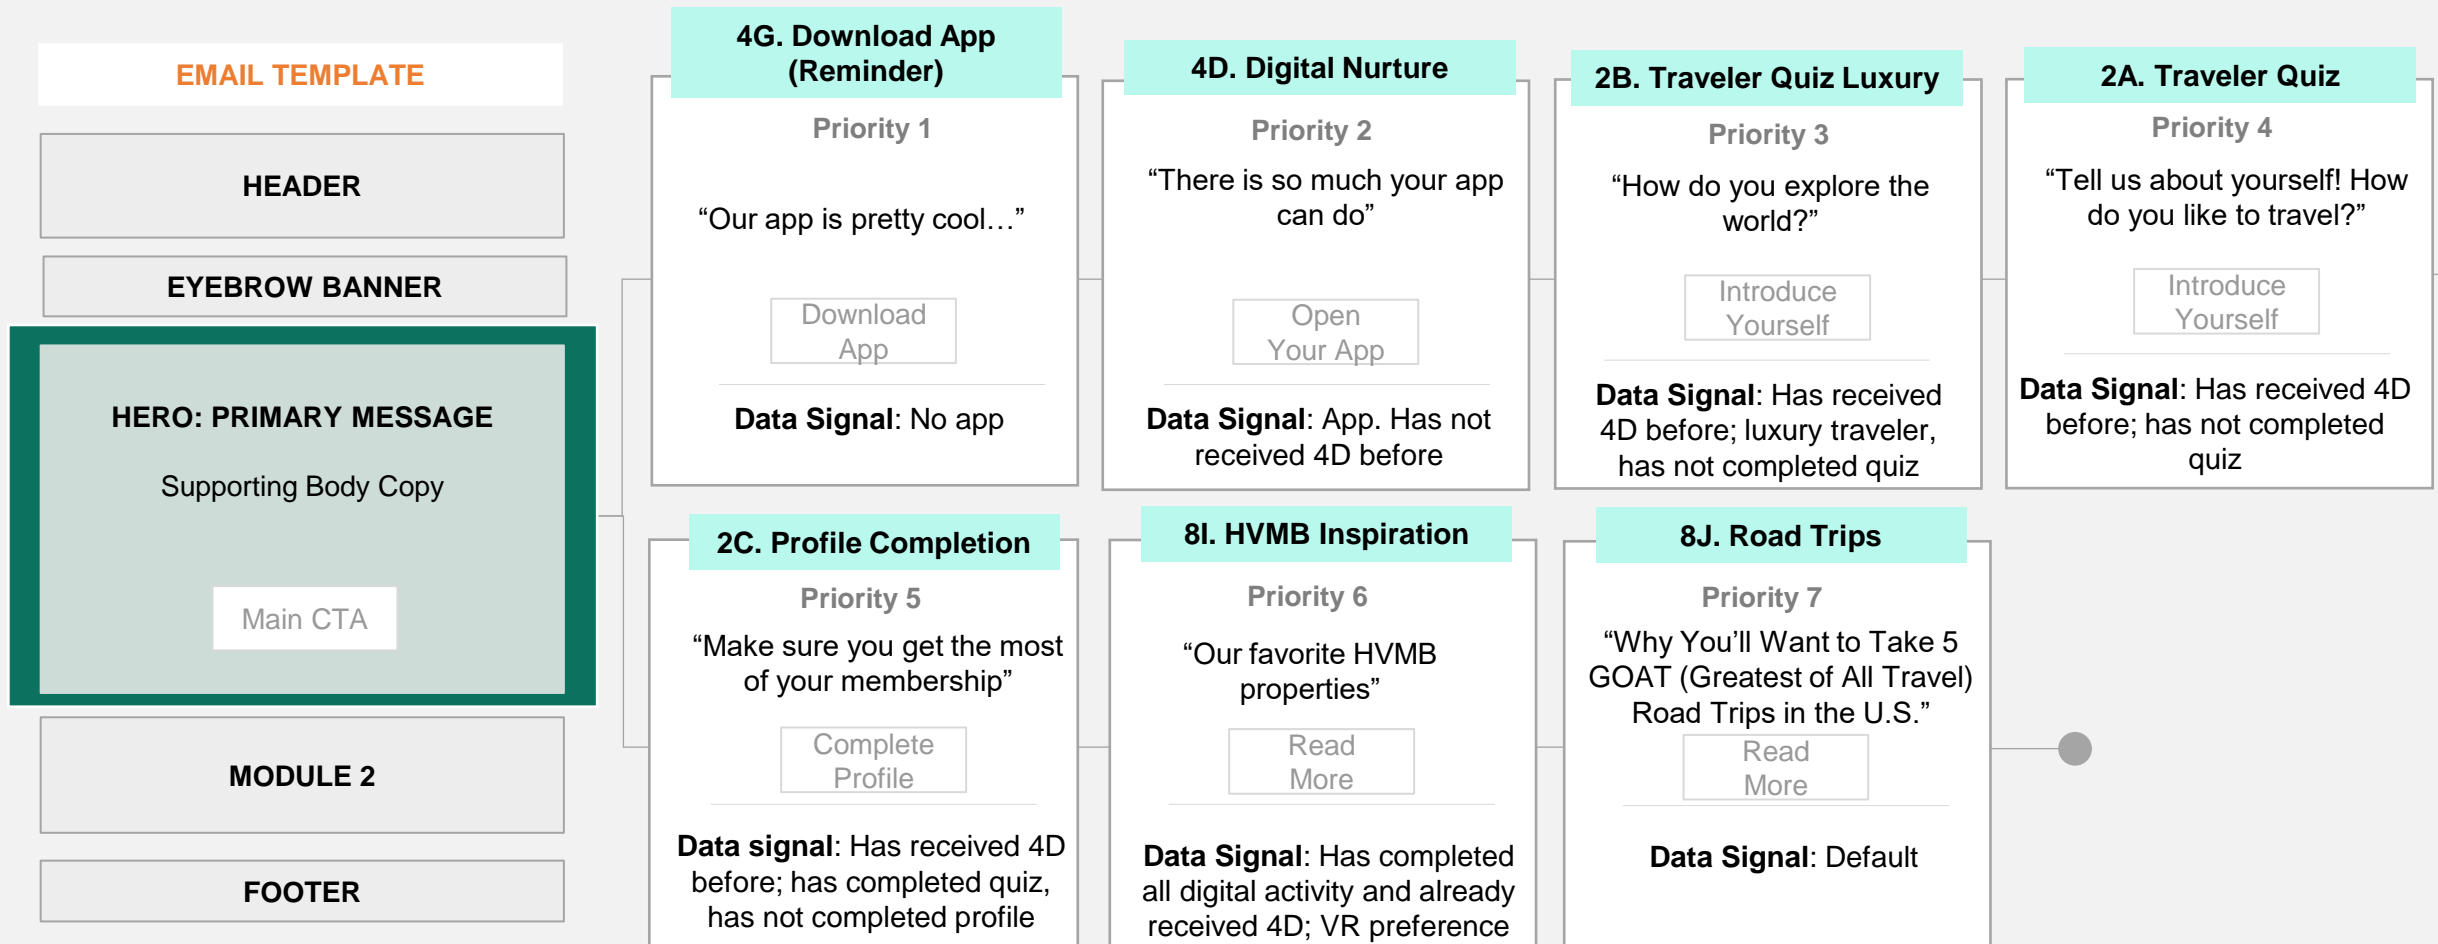 EMAIL TEMPLATE
HEADER
EYEBROW BANNER
HERO: PRIMARY MESSAGE
Supporting Body Copy
Main CTA
MODULE 2
FOOTER
4G. Download App
(Reminder)
Priority 1
“Our app is pretty cool…”
Download
App
Data Signal: No app
4D. Digital Nurture
Priority 2
“There is so much your app
can do”
Open
Your App
Data Signal: App. Has not
received 4D before
2B. Traveler Quiz Luxury
Priority 3
“How do you explore the
world?”
Introduce
Yourself
Data Signal: Has received
4D before; luxury traveler,
has not completed quiz
2A. Traveler Quiz
Priority 4
“Tell us about yourself! How
do you like to travel?”
Introduce
Yourself
Data Signal: Has received 4D
before; has not completed
quiz
2C. Profile Completion
Priority 5
“Make sure you get the most
of your membership”
Complete
Profile
Data signal: Has received 4D
before; has completed quiz,
has not completed profile
8I. HVMB Inspiration
Priority 6
“Our favorite HVMB
properties”
Read
More
Data Signal: Has completed
all digital activity and already
received 4D; VR preference
8J. Road Trips
Priority 7
“Why You’ll Want to Take 5
GOAT (Greatest of All Travel)
Road Trips in the U.S.”
Read
More
Data Signal: Default